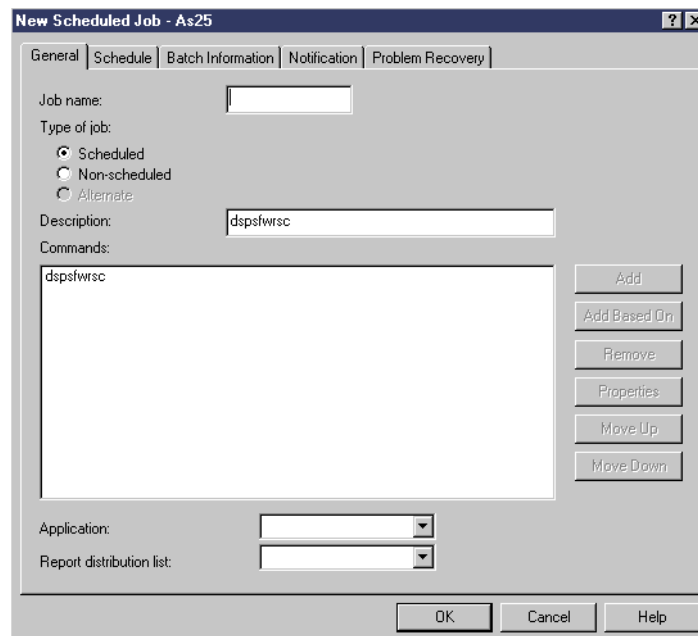 New Scheduled Job - As25
General Schedule Batch Information Notification Problem Recovery
Job name:
Type of job:
Scheduled
Non-scheduled
Alternate
Description: dspsfwrsc
Commands:
dspsfwrsc
Add
Add Based On
Remove
Properties
Move Up
Move Down
Application:
Report distribution list:
OK Cancel Help